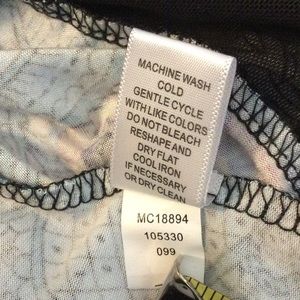 MACHINE WASH
COLD
GENTLE CYCLE
WITH LIKE COLORS
DO NOT BLEACH
RESHAPE AND
DRY FLAT
COOL IRON
IF NECESSARY
OR DRY CLEAN
MC18894
105330
099